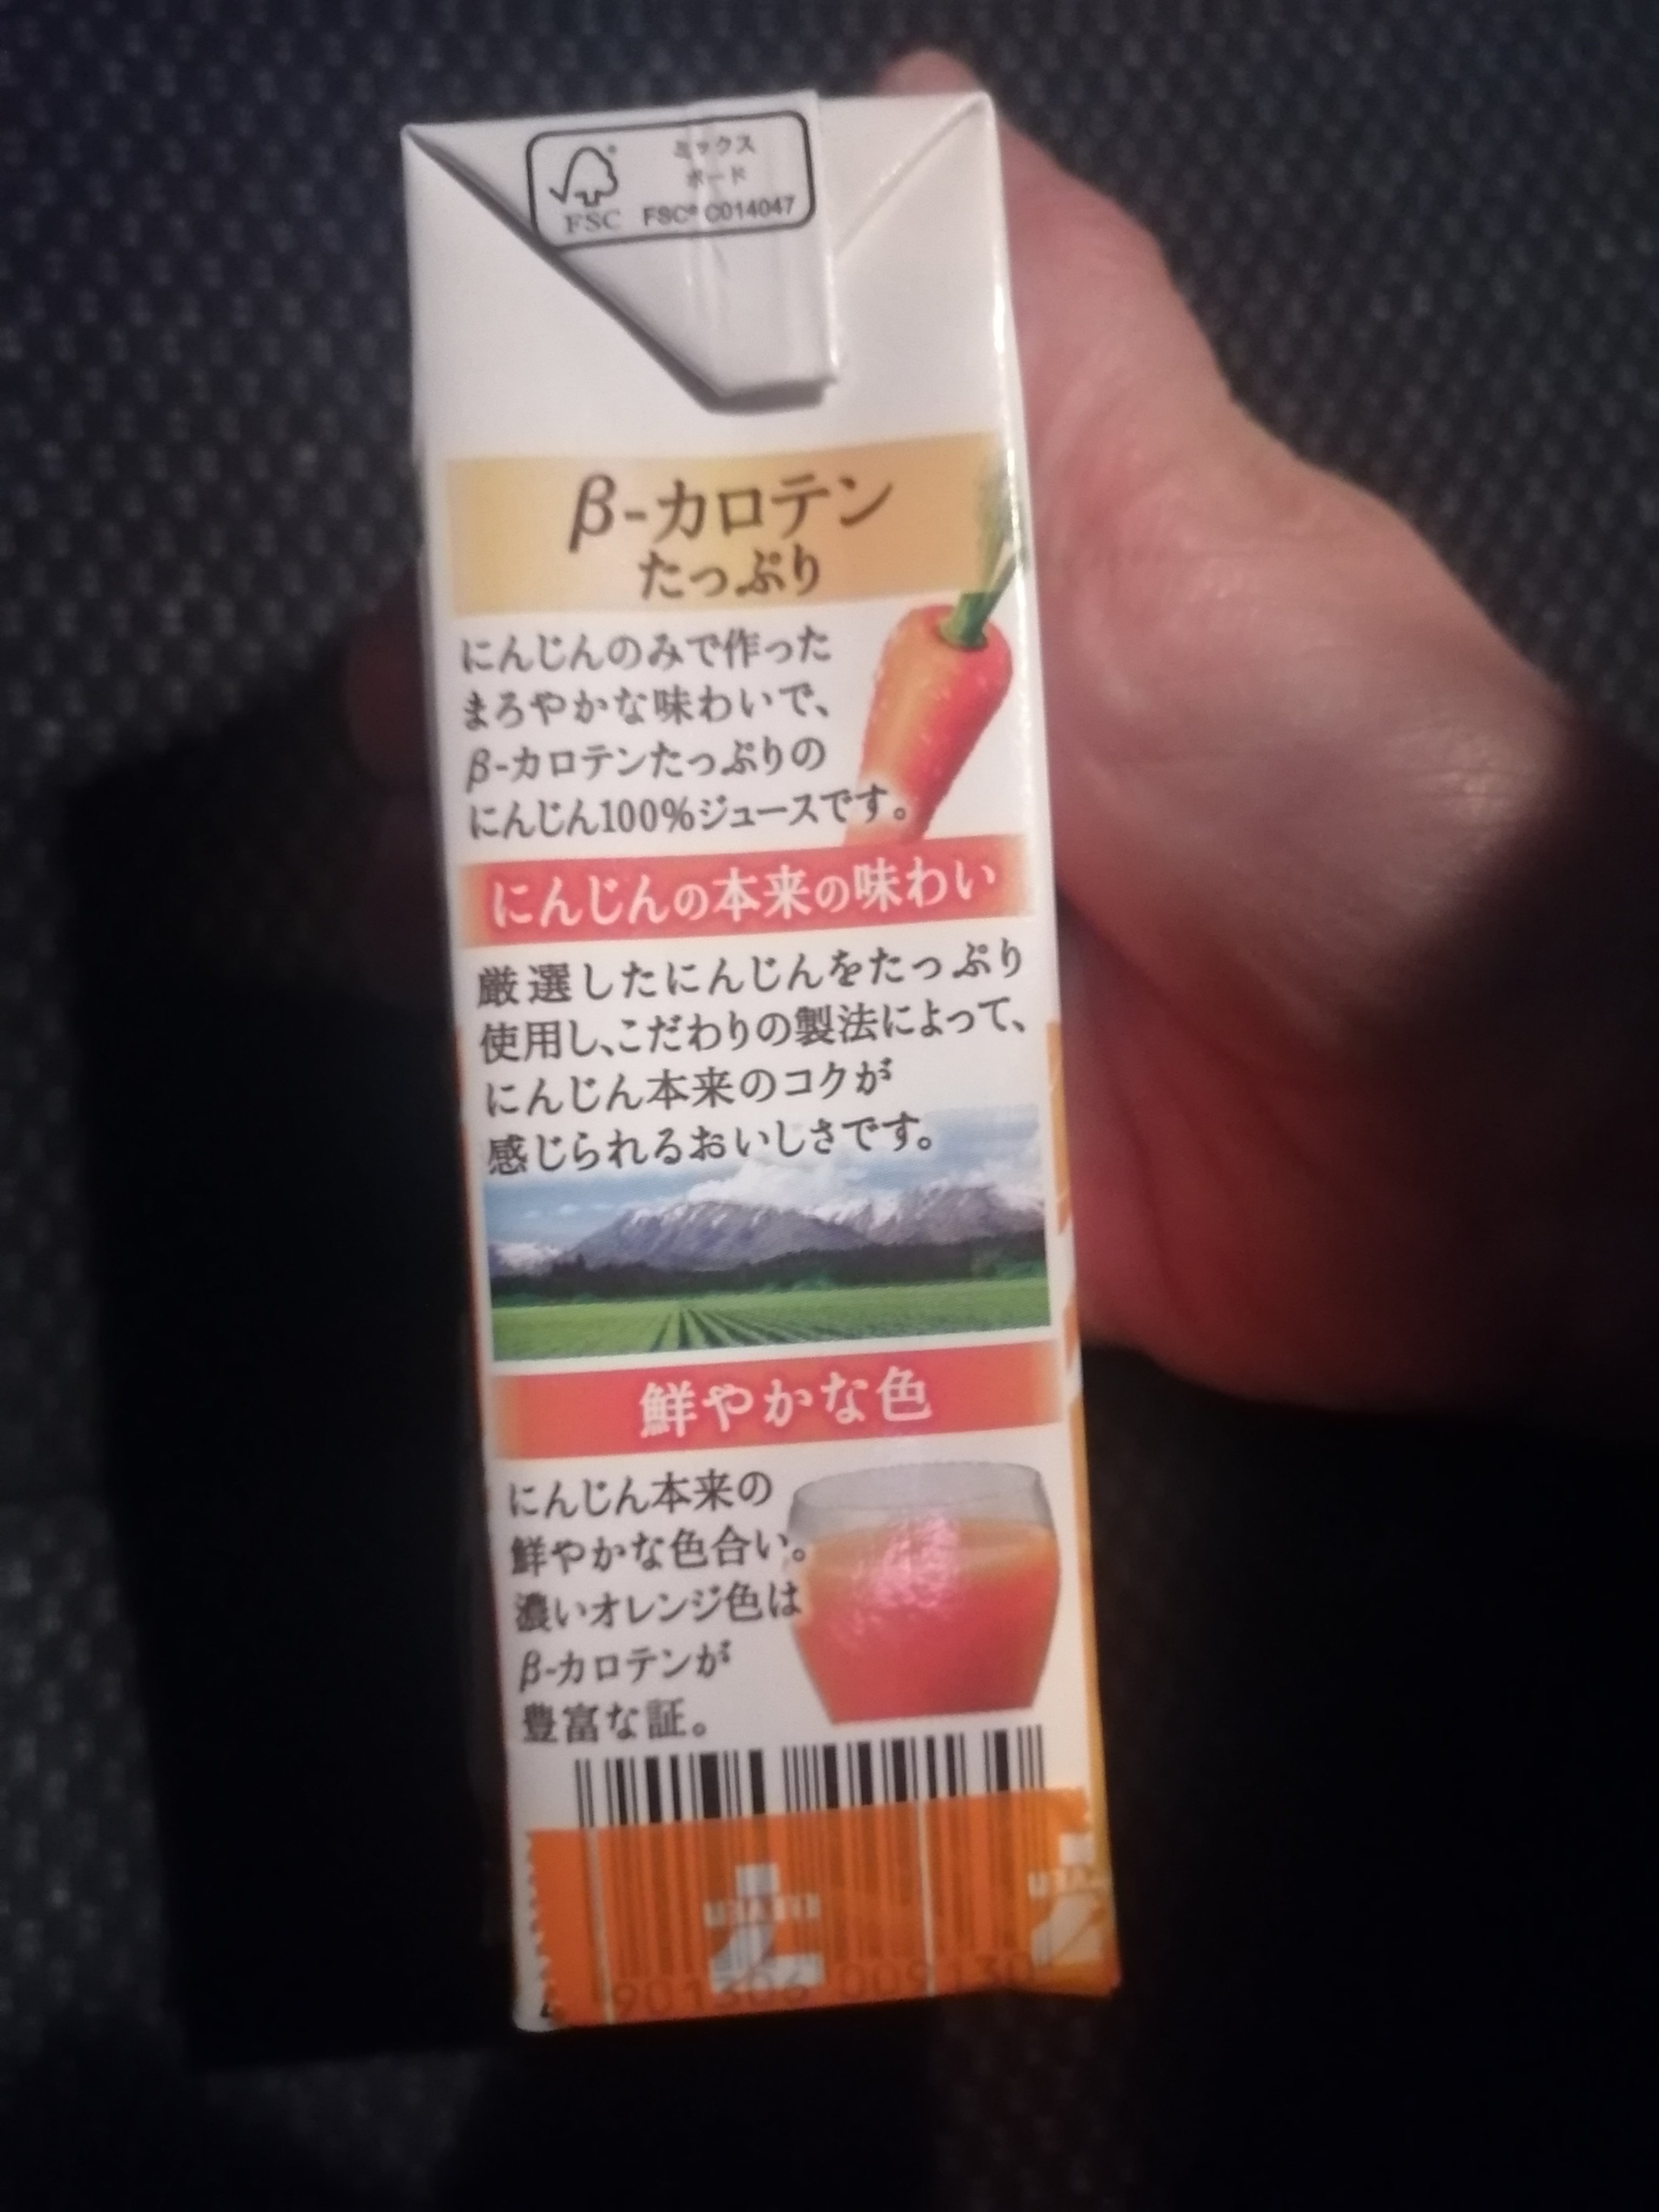 ミックス
ボード
FSC
FSC® C014047
β-カロテン
たっぷり
にんじんのみで作った
まろやかな味わいで、
β-カロテンたっぷりの
にんじん100%ジュースです。
にんじんの本来の味わい
厳選したにんじんをたっぷり
使用し、こだわりの製法によって、
にんじん本来のコクが
感じられるおいしさです。
鮮やかな色
にんじん本来の
鮮やかな色合い。
濃いオレンジ色は
β-カロテンが
豊富な証。
4 901306 009130